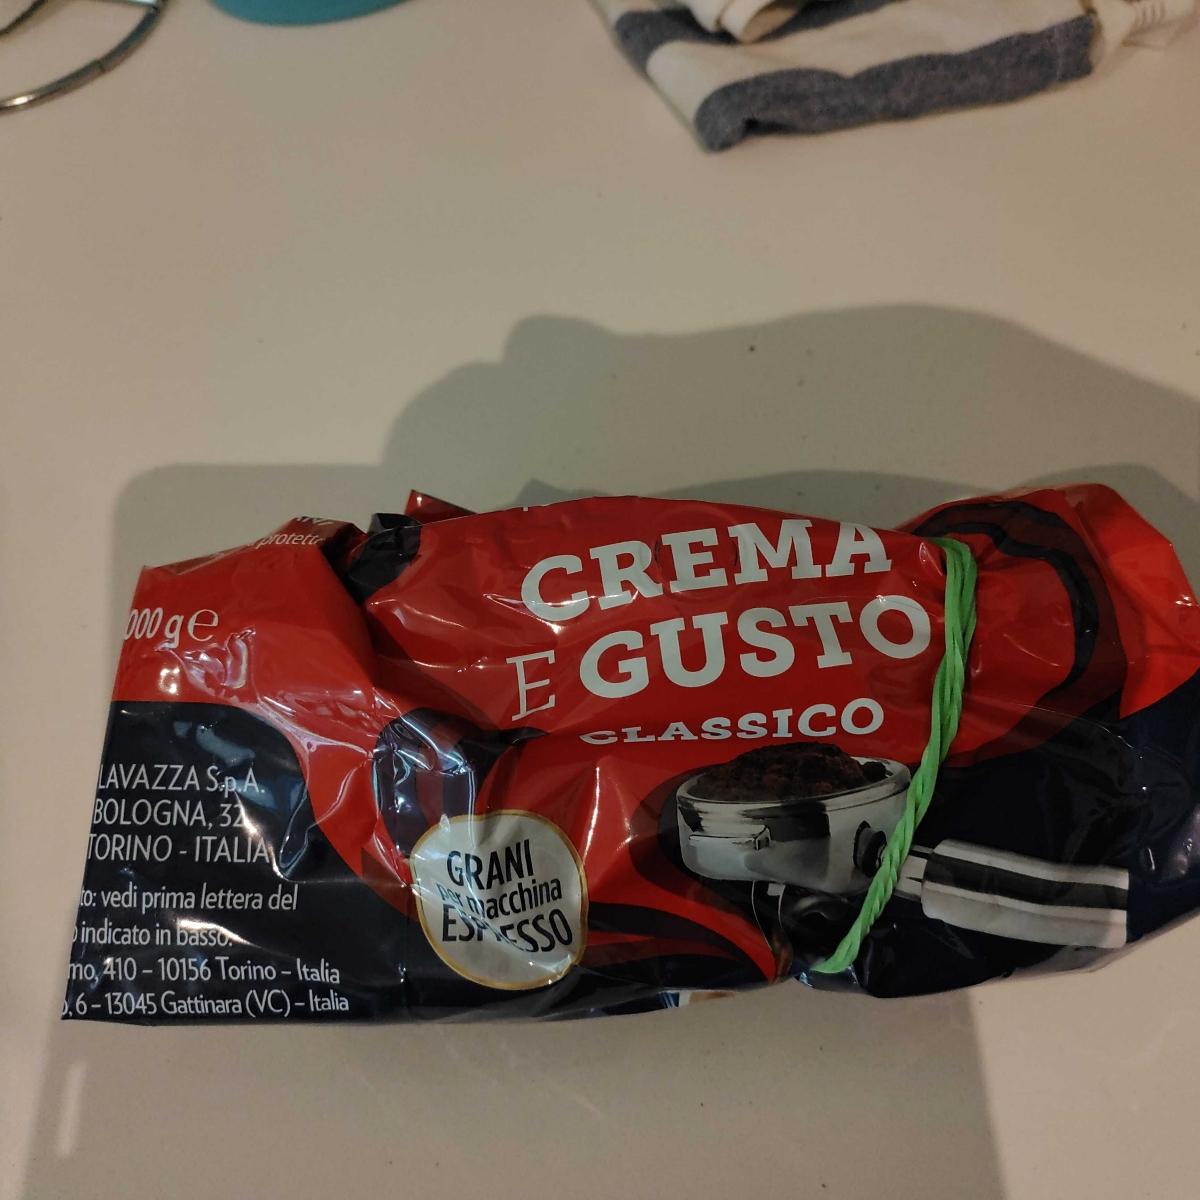 protetta
000 g ℮
LAVAZZA S.p.A.
BOLOGNA, 32
TORINO - ITALIA
to: vedi prima lettera del
indicato in basso.
mo, 410 - 10156 Torino - Italia
6 - 13045 Gattinara (VC) - Italia
CREMA
E GUSTO
CLASSICO
GRANI
per macchina
ESPRESSO